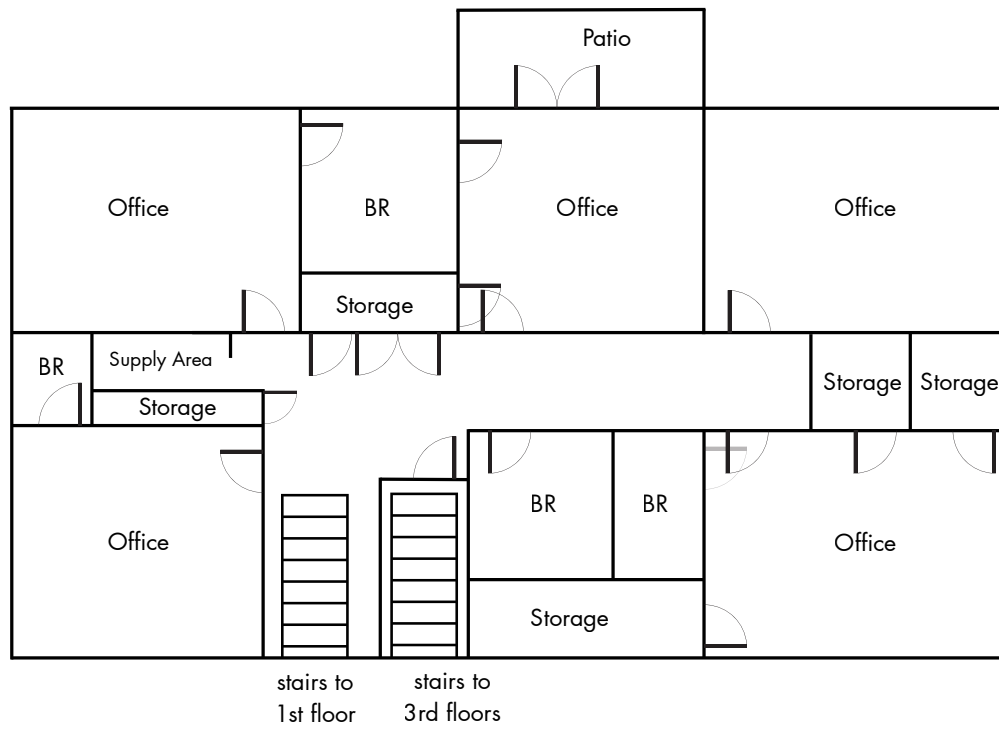 Patio
Office
BR
Office
Office
Storage
BR
Supply Area
Storage
Storage
Storage
Office
BR
BR
Office
Storage
stairs to
1st floor
stairs to
3rd floors